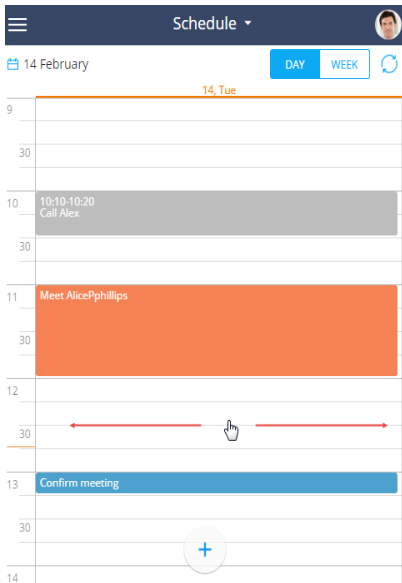 Schedule
14 February
DAY
WEEK
14, Tue
9
30
10
10:10-10:20
Call Alex
30
11
Meet AlicePphillips
30
12
30
13
Confirm meeting
30
14